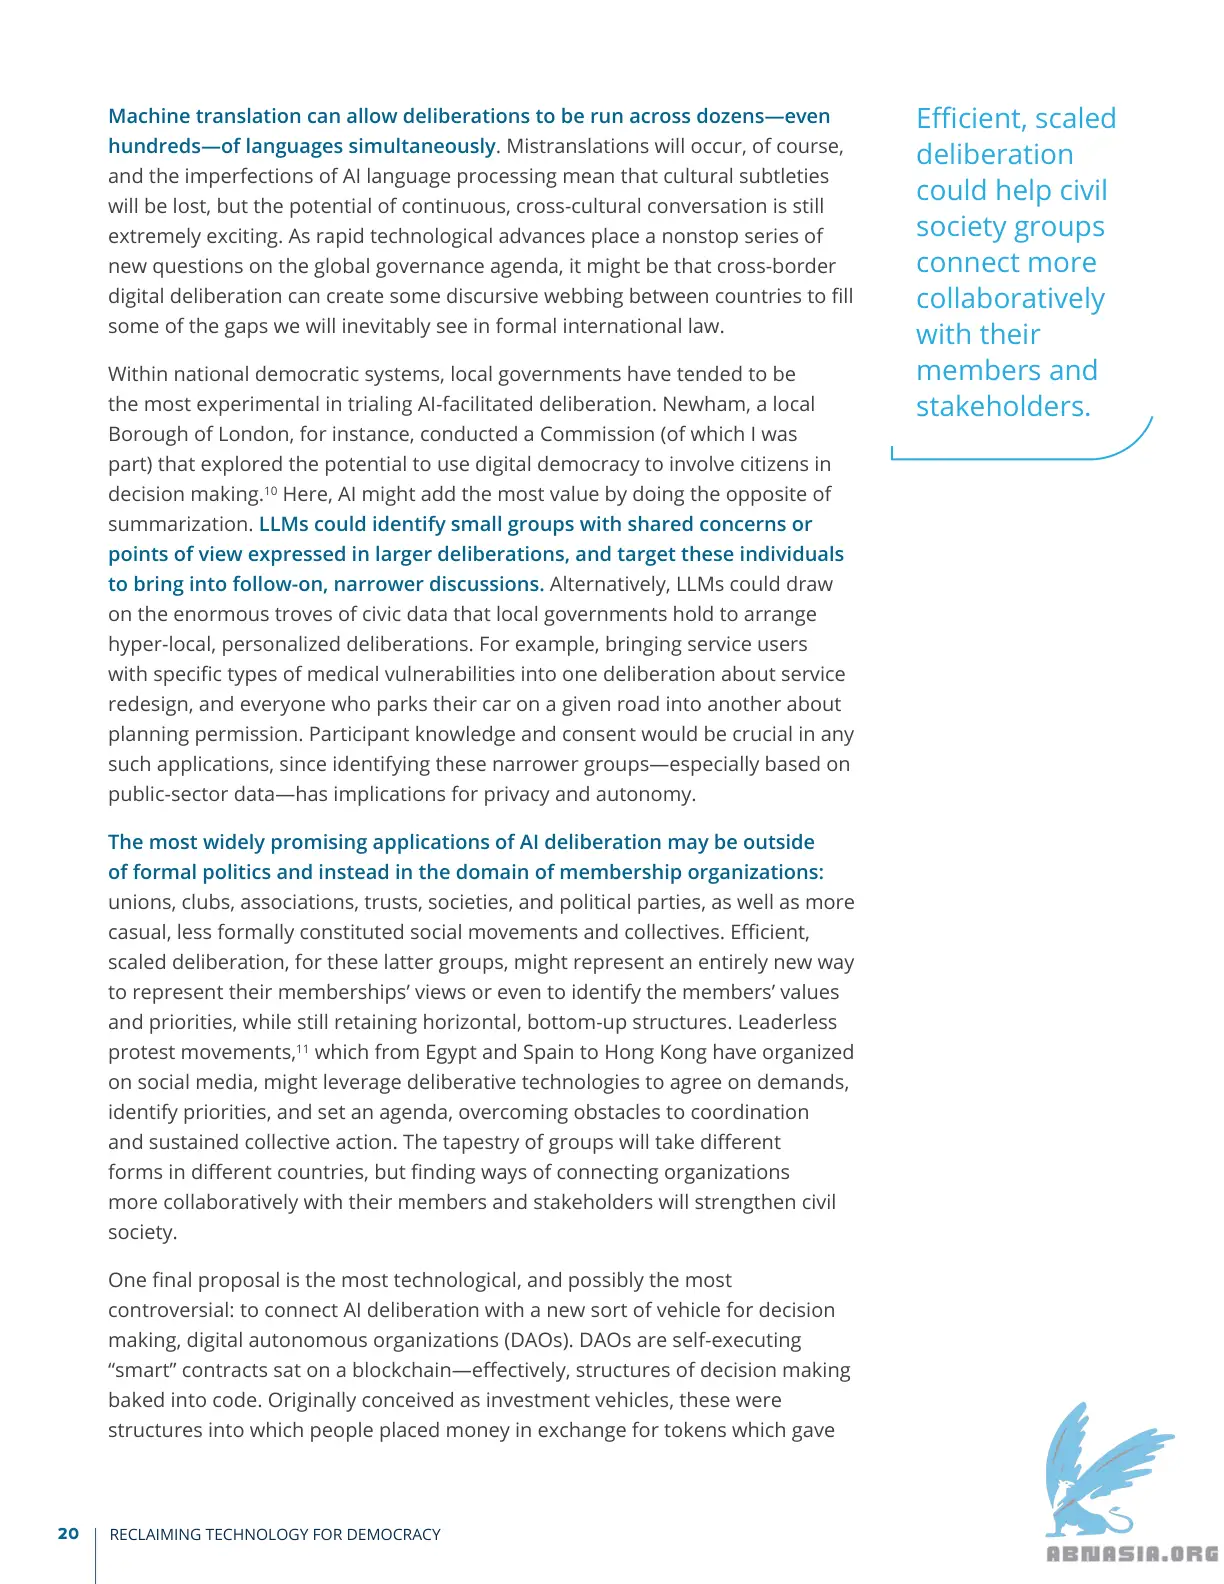 Machine translation can allow deliberations to be run across dozens—even
hundreds—of languages simultaneously. Mistranslations will occur, of course,
and the imperfections of AI language processing mean that cultural subtleties
will be lost, but the potential of continuous, cross-cultural conversation is still
extremely exciting. As rapid technological advances place a nonstop series of
new questions on the global governance agenda, it might be that cross-border
digital deliberation can create some discursive webbing between countries to fill
some of the gaps we will inevitably see in formal international law.
Within national democratic systems, local governments have tended to be
the most experimental in trialing AI-facilitated deliberation. Newham, a local
Borough of London, for instance, conducted a Commission (of which I was
part) that explored the potential to use digital democracy to involve citizens in
decision making.10 Here, AI might add the most value by doing the opposite of
summarization. LLMs could identify small groups with shared concerns or
points of view expressed in larger deliberations, and target these individuals
to bring into follow-on, narrower discussions. Alternatively, LLMs could draw
on the enormous troves of civic data that local governments hold to arrange
hyper-local, personalized deliberations. For example, bringing service users
with specific types of medical vulnerabilities into one deliberation about service
redesign, and everyone who parks their car on a given road into another about
planning permission. Participant knowledge and consent would be crucial in any
such applications, since identifying these narrower groups—especially based on
public-sector data—has implications for privacy and autonomy.
The most widely promising applications of AI deliberation may be outside
of formal politics and instead in the domain of membership organizations:
unions, clubs, associations, trusts, societies, and political parties, as well as more
casual, less formally constituted social movements and collectives. Efficient,
scaled deliberation, for these latter groups, might represent an entirely new way
to represent their memberships’ views or even to identify the members’ values
and priorities, while still retaining horizontal, bottom-up structures. Leaderless
protest movements,11 which from Egypt and Spain to Hong Kong have organized
on social media, might leverage deliberative technologies to agree on demands,
identify priorities, and set an agenda, overcoming obstacles to coordination
and sustained collective action. The tapestry of groups will take different
forms in different countries, but finding ways of connecting organizations
more collaboratively with their members and stakeholders will strengthen civil
society.
One final proposal is the most technological, and possibly the most
controversial: to connect AI deliberation with a new sort of vehicle for decision
making, digital autonomous organizations (DAOs). DAOs are self-executing
“smart” contracts sat on a blockchain—effectively, structures of decision making
baked into code. Originally conceived as investment vehicles, these were
structures into which people placed money in exchange for tokens which gave
Efficient, scaled
deliberation
could help civil
society groups
connect more
collaboratively
with their
members and
stakeholders.
20 RECLAIMING TECHNOLOGY FOR DEMOCRACY
ABNASIA.ORG